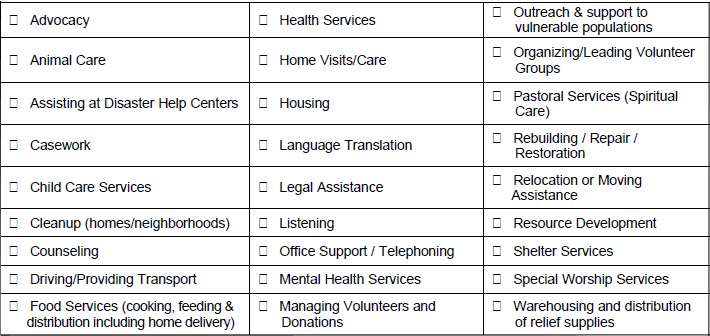 ☐ Advocacy
☐ Health Services
☐ Outreach & support to
vulnerable populations
☐ Animal Care
☐ Home Visits/Care
☐ Organizing/Leading Volunteer
Groups
☐ Assisting at Disaster Help Centers
☐ Housing
☐ Pastoral Services (Spiritual
Care)
☐ Casework
☐ Language Translation
☐ Rebuilding / Repair /
Restoration
☐ Child Care Services
☐ Legal Assistance
☐ Relocation or Moving
Assistance
☐ Cleanup (homes/neighborhoods)
☐ Listening
☐ Resource Development
☐ Counseling
☐ Office Support / Telephoning
☐ Shelter Services
☐ Driving/Providing Transport
☐ Mental Health Services
☐ Special Worship Services
☐ Food Services (cooking, feeding &
distribution including home delivery)
☐ Managing Volunteers and
Donations
☐ Warehousing and distribution
of relief supplies